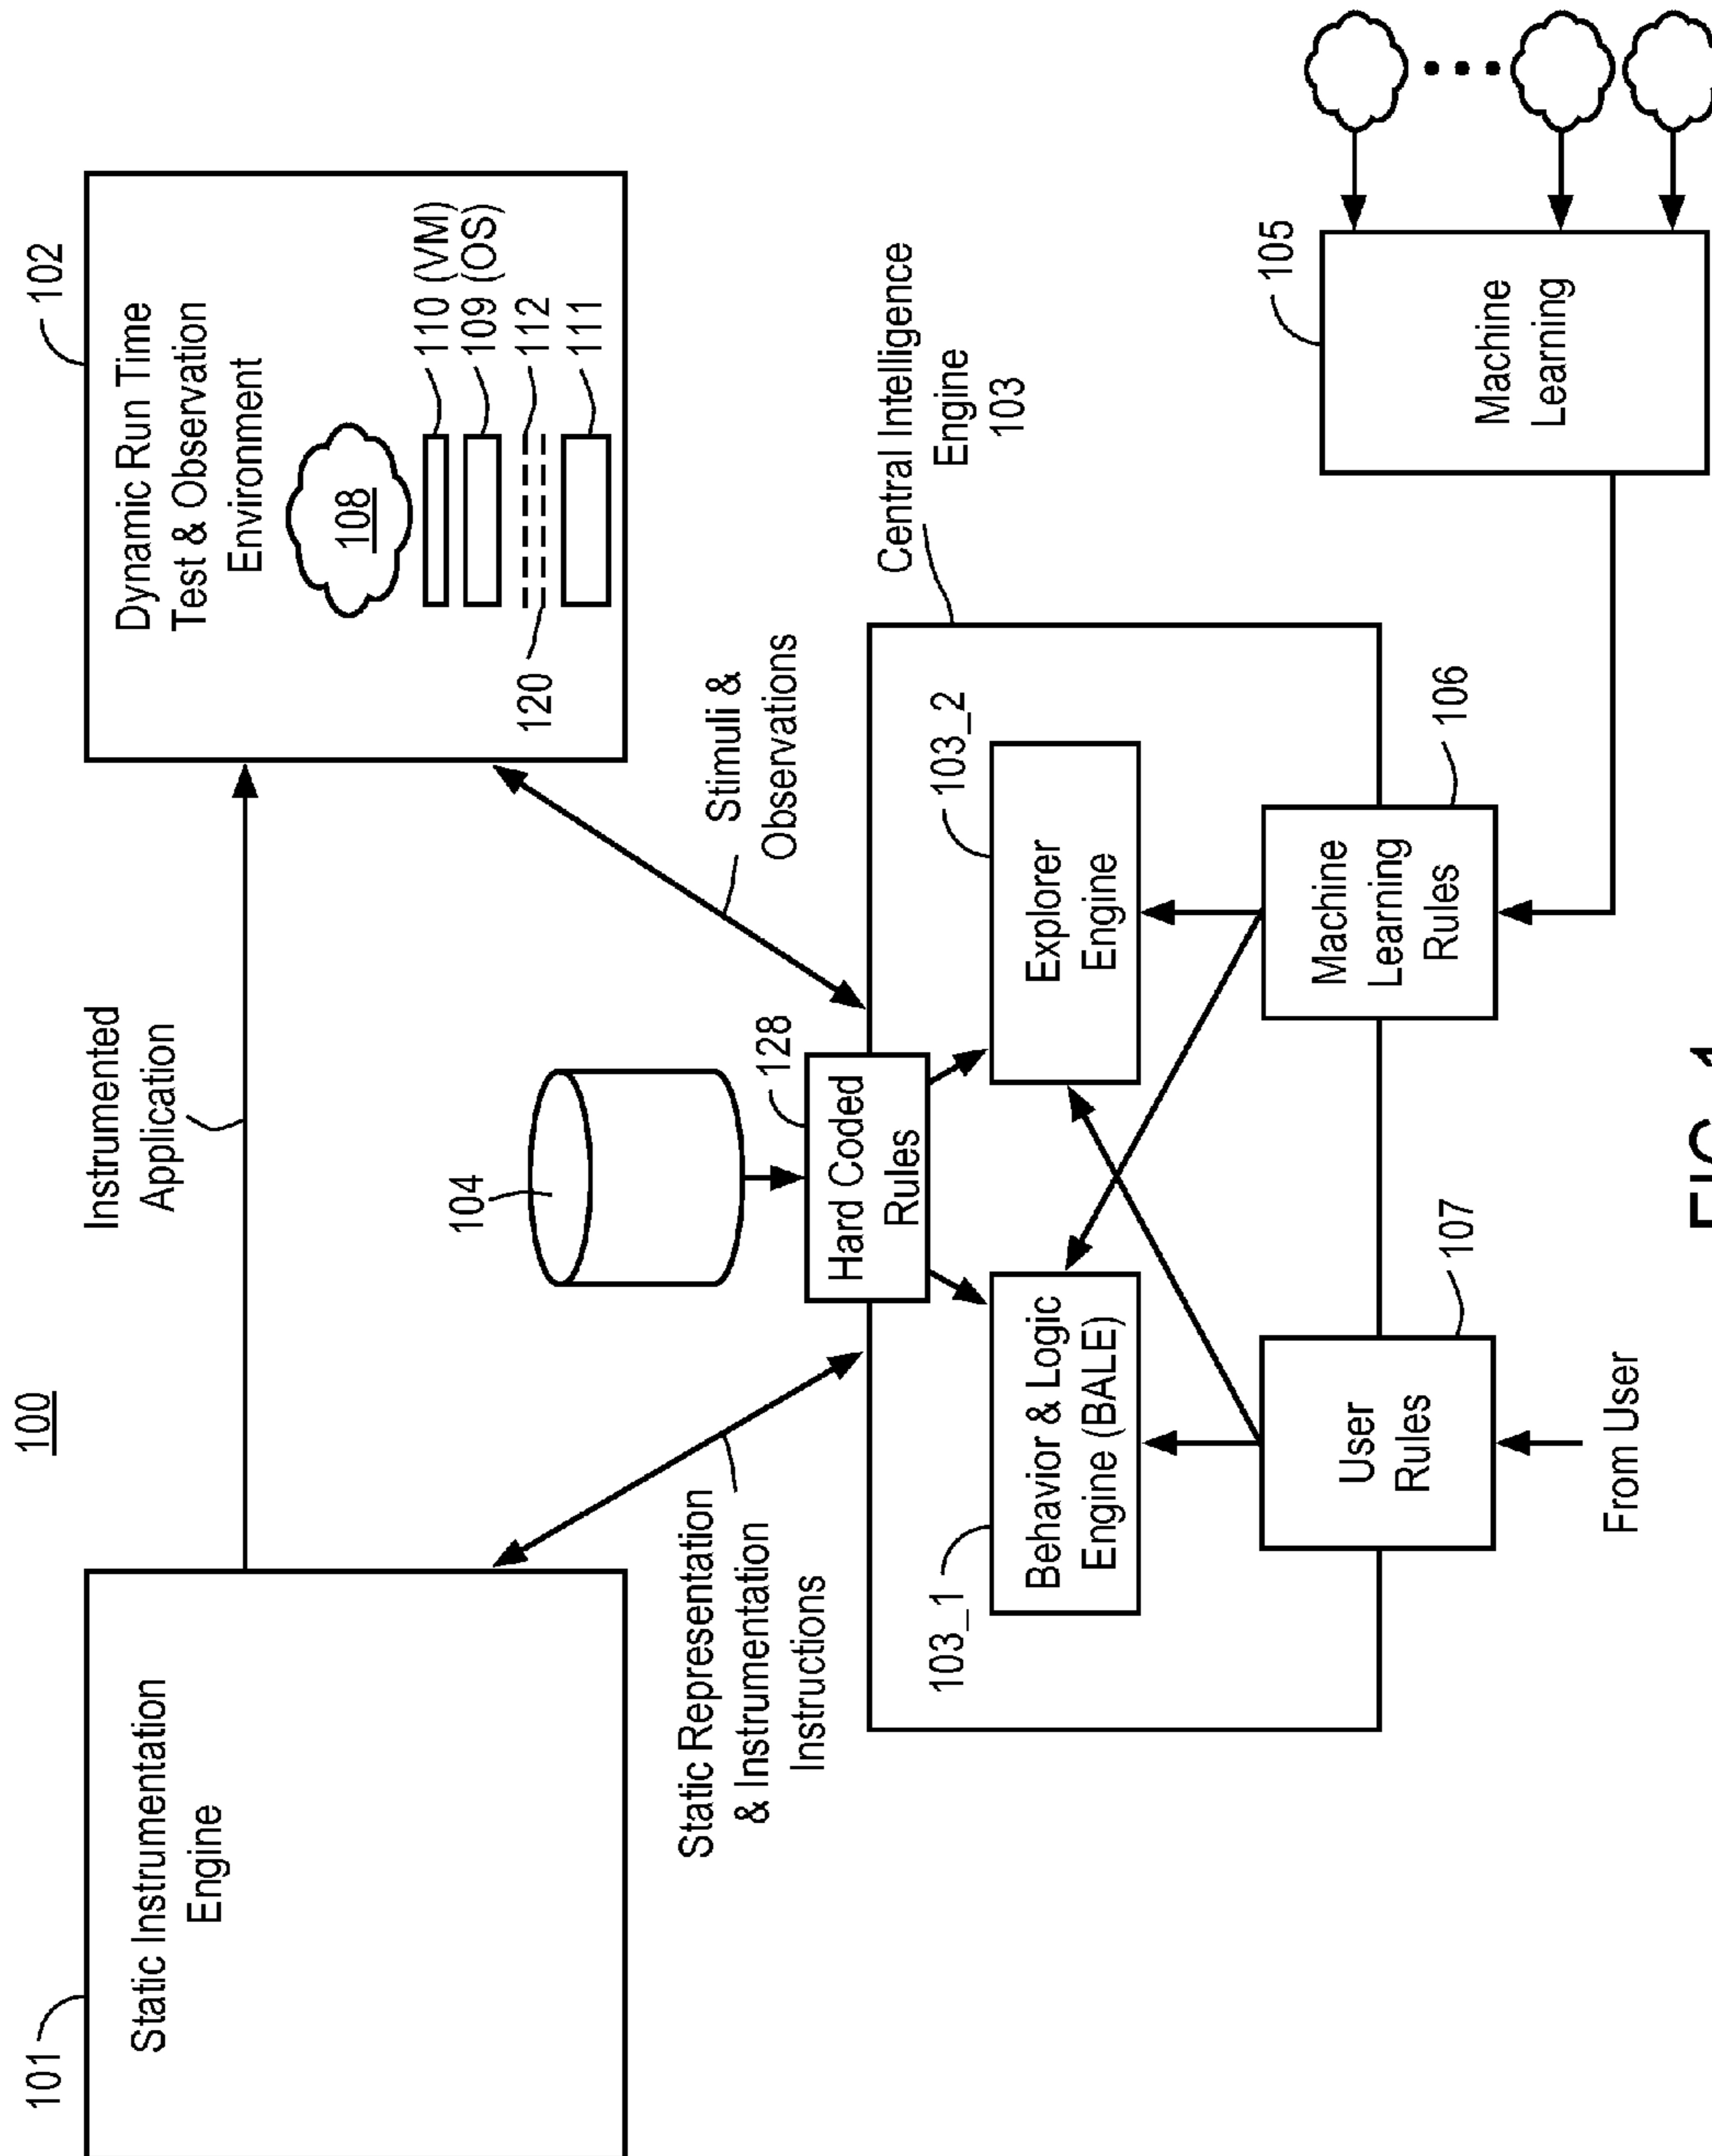 100
101
Static Instrumentation
Engine
Instrumented
Application
102
Dynamic Run Time
Test & Observation
Environment
108
110 (VM)
109 (OS)
112
111
120
Static Representation
& Instrumentation
Instructions
104
Stimuli &
Observations
Central Intelligence
Engine
103
Hard Coded
Rules
128
103_1
Behavior & Logic
Engine (BALE)
103_2
Explorer
Engine
User
Rules
107
From User
Machine
Learning
Rules
106
105
Machine
Learning